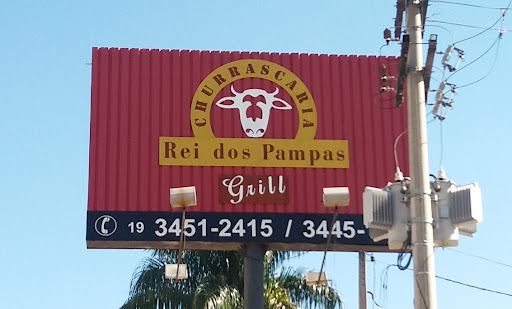 CHURRASCARIA
Rei dos Pampas
Grill
19 3451-2415 / 3445-